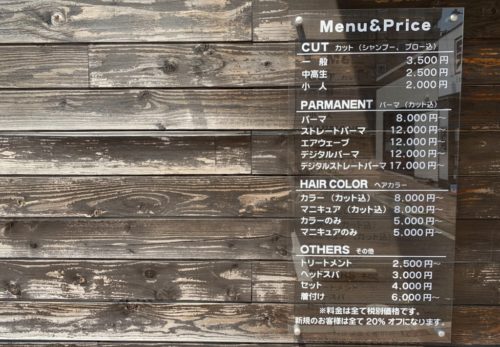 Menu&Price
CUT カット（シャンプー、ブロー込）
一 般 3,500円
中高生 2,500円
小 人 2,000円
PARMANENT パーマ（カット込）
パーマ 8.000円〜
ストレートパーマ 12.000円〜
エアウェーブ 12.000円〜
デジタルパーマ 12.000円〜
デジタルストレートパーマ 17.000円〜
HAIR COLOR ヘアカラー
カラー（カット込） 8,000円〜
マニキュア（カット込） 8,000円〜
カラーのみ 5,000円〜
マニキュアのみ 5,000円〜
OTHERS その他
トリートメント 2,500円〜
ヘッドスパ 3,000円
セット 4,000円
着付け 6,000円〜
※料金は全て税別価格です。
新規のお客様は全て 20% オフになります。